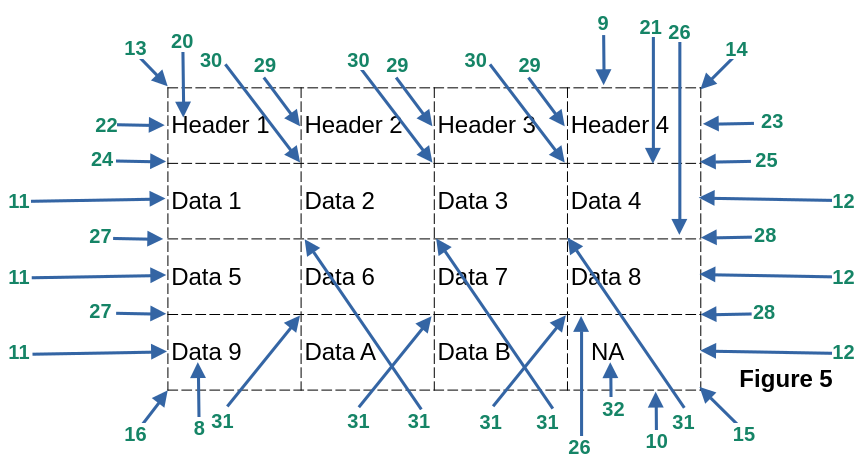 9 21 26
13 20 30 29 30 29 30 29 14
22 Header 1 Header 2 Header 3 Header 4 23
24 25
11 Data 1 Data 2 Data 3 Data 4 12
27 28
11 Data 5 Data 6 Data 7 Data 8 12
27 28
11 Data 9 Data A Data B NA 12
Figure 5
16 8 31 31 31 31 31 26 32 10 31 15